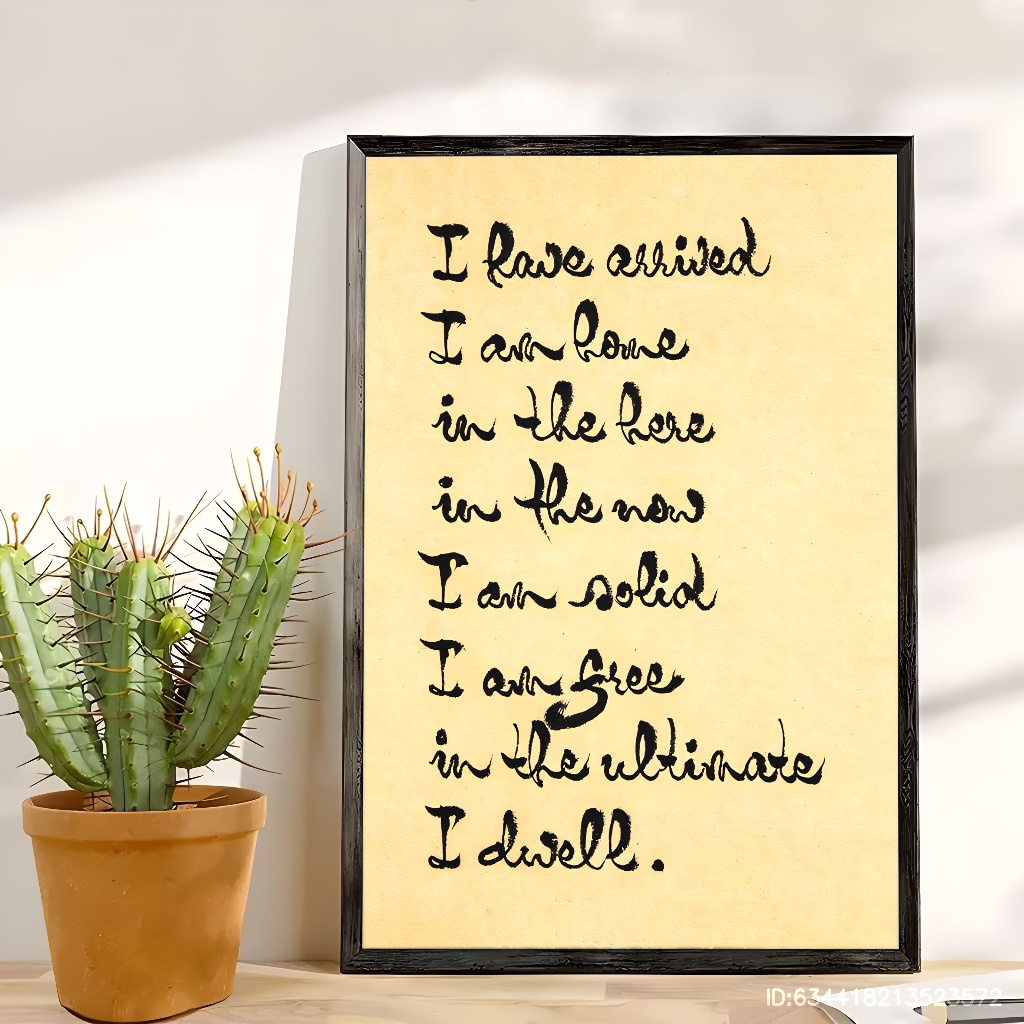 I have arrived
I am home
in the here
in the now
I am solid
I am free
in the ultimate
I dwell.
ID:634418213523572